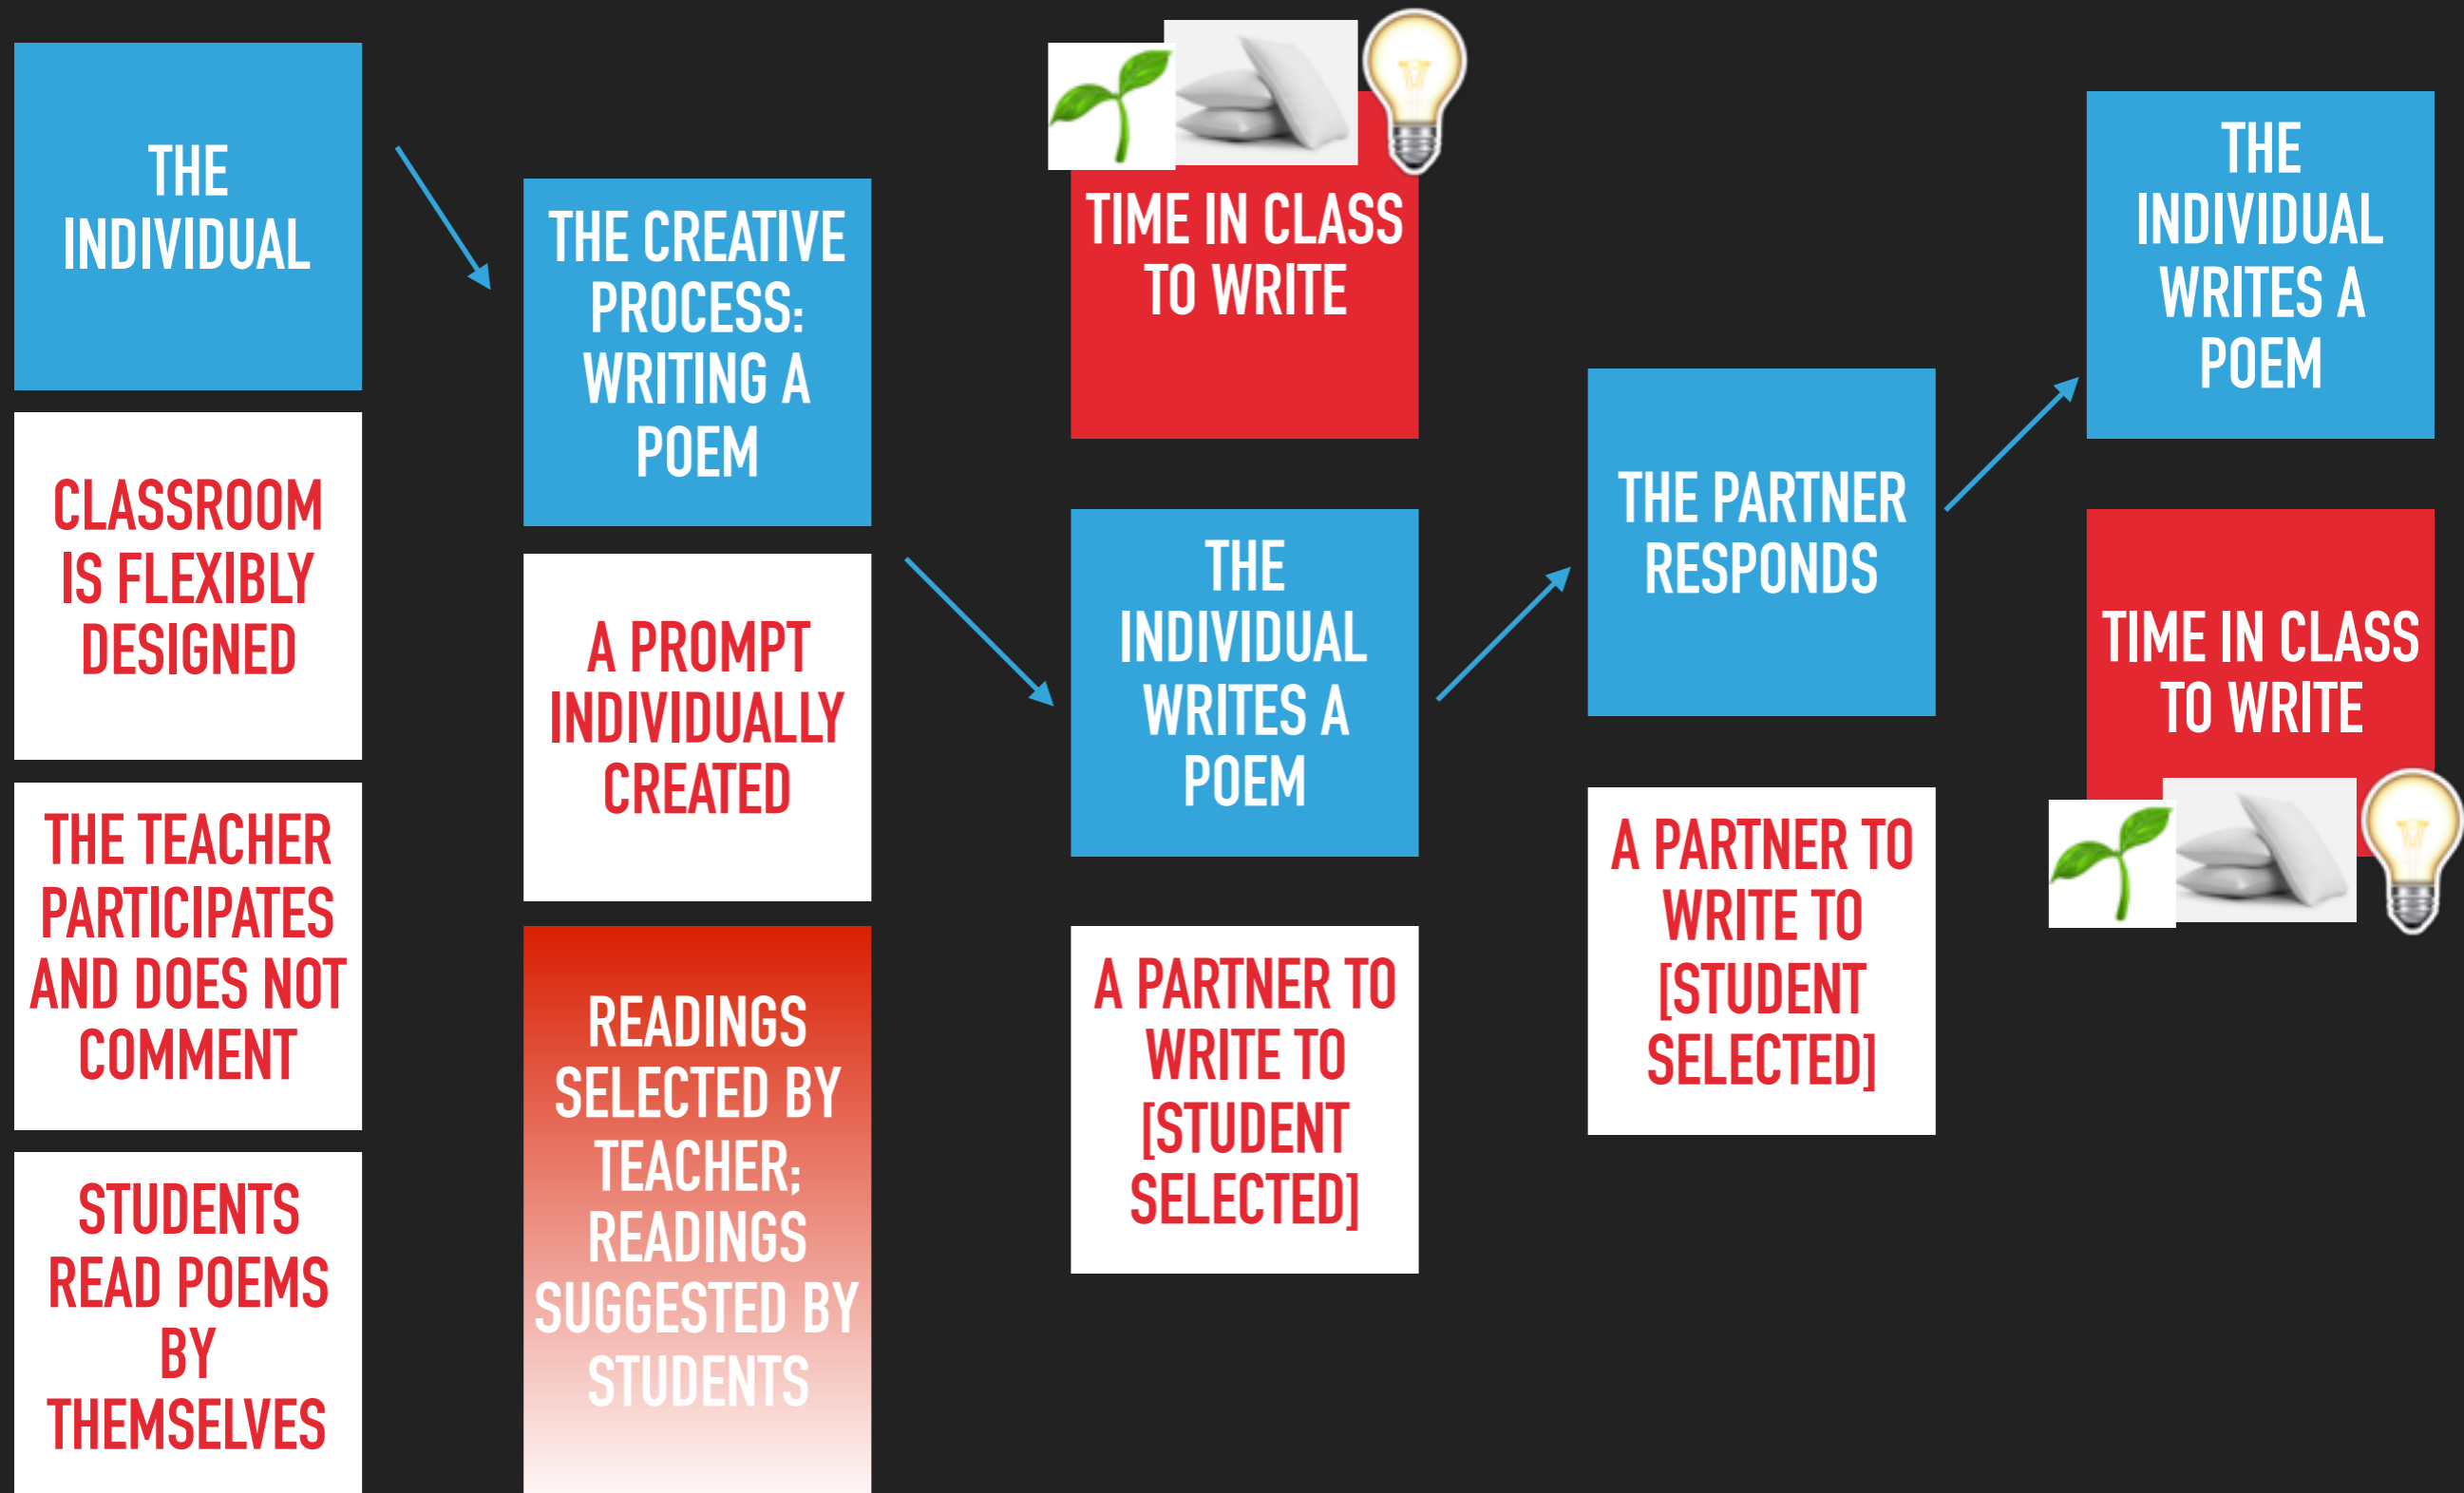 THE
INDIVIDUAL
CLASSROOM
IS FLEXIBLY
DESIGNED
THE TEACHER
PARTICIPATES
AND DOES NOT
COMMENT
STUDENTS
READ POEMS
BY
THEMSELVES
THE CREATIVE
PROCESS:
WRITING A
POEM
A PROMPT
INDIVIDUALLY
CREATED
READINGS
SELECTED BY
TEACHER;
READINGS
SUGGESTED BY
STUDENTS
TIME IN CLASS
TO WRITE
THE
INDIVIDUAL
WRITES A
POEM
A PARTNER TO
WRITE TO
[STUDENT
SELECTED]
THE PARTNER
RESPONDS
A PARTNER TO
WRITE TO
[STUDENT
SELECTED]
THE
INDIVIDUAL
WRITES A
POEM
TIME IN CLASS
TO WRITE